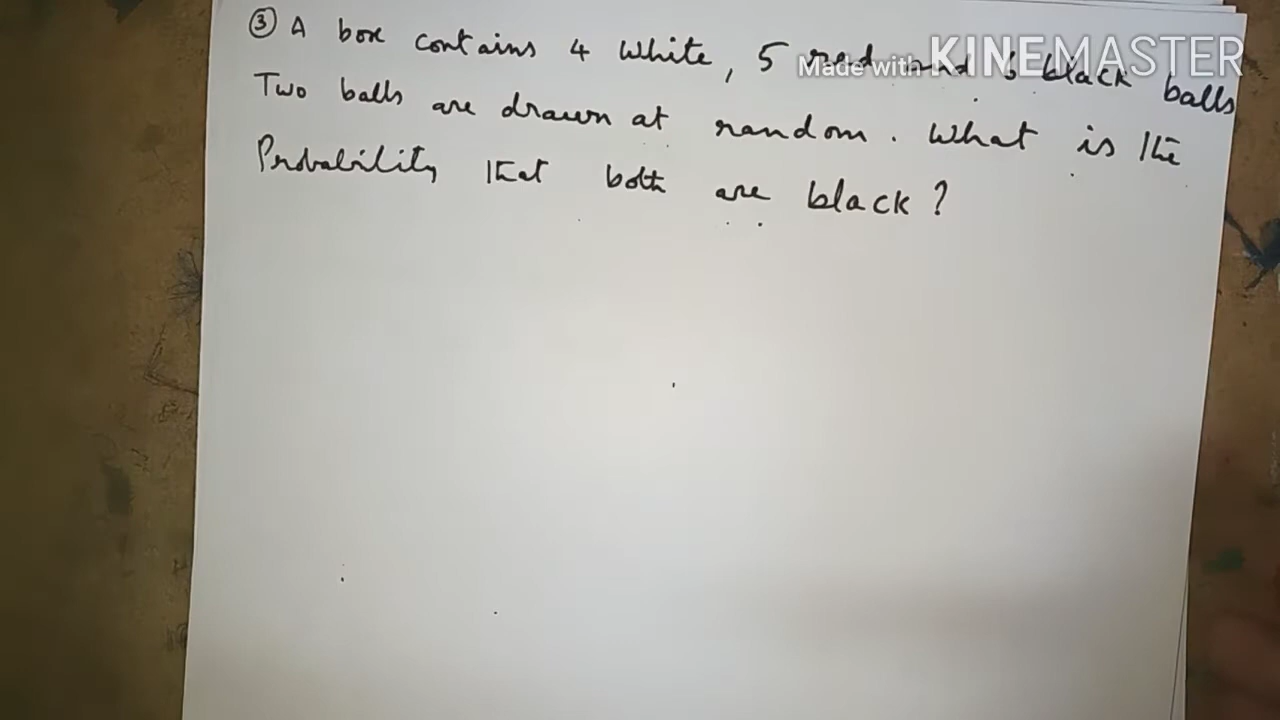 ③ A box contains 4 white, 5 red and 6 black balls
Made with KINEMASTER
Two balls are drawn at random. What is the
Probability that both are black?